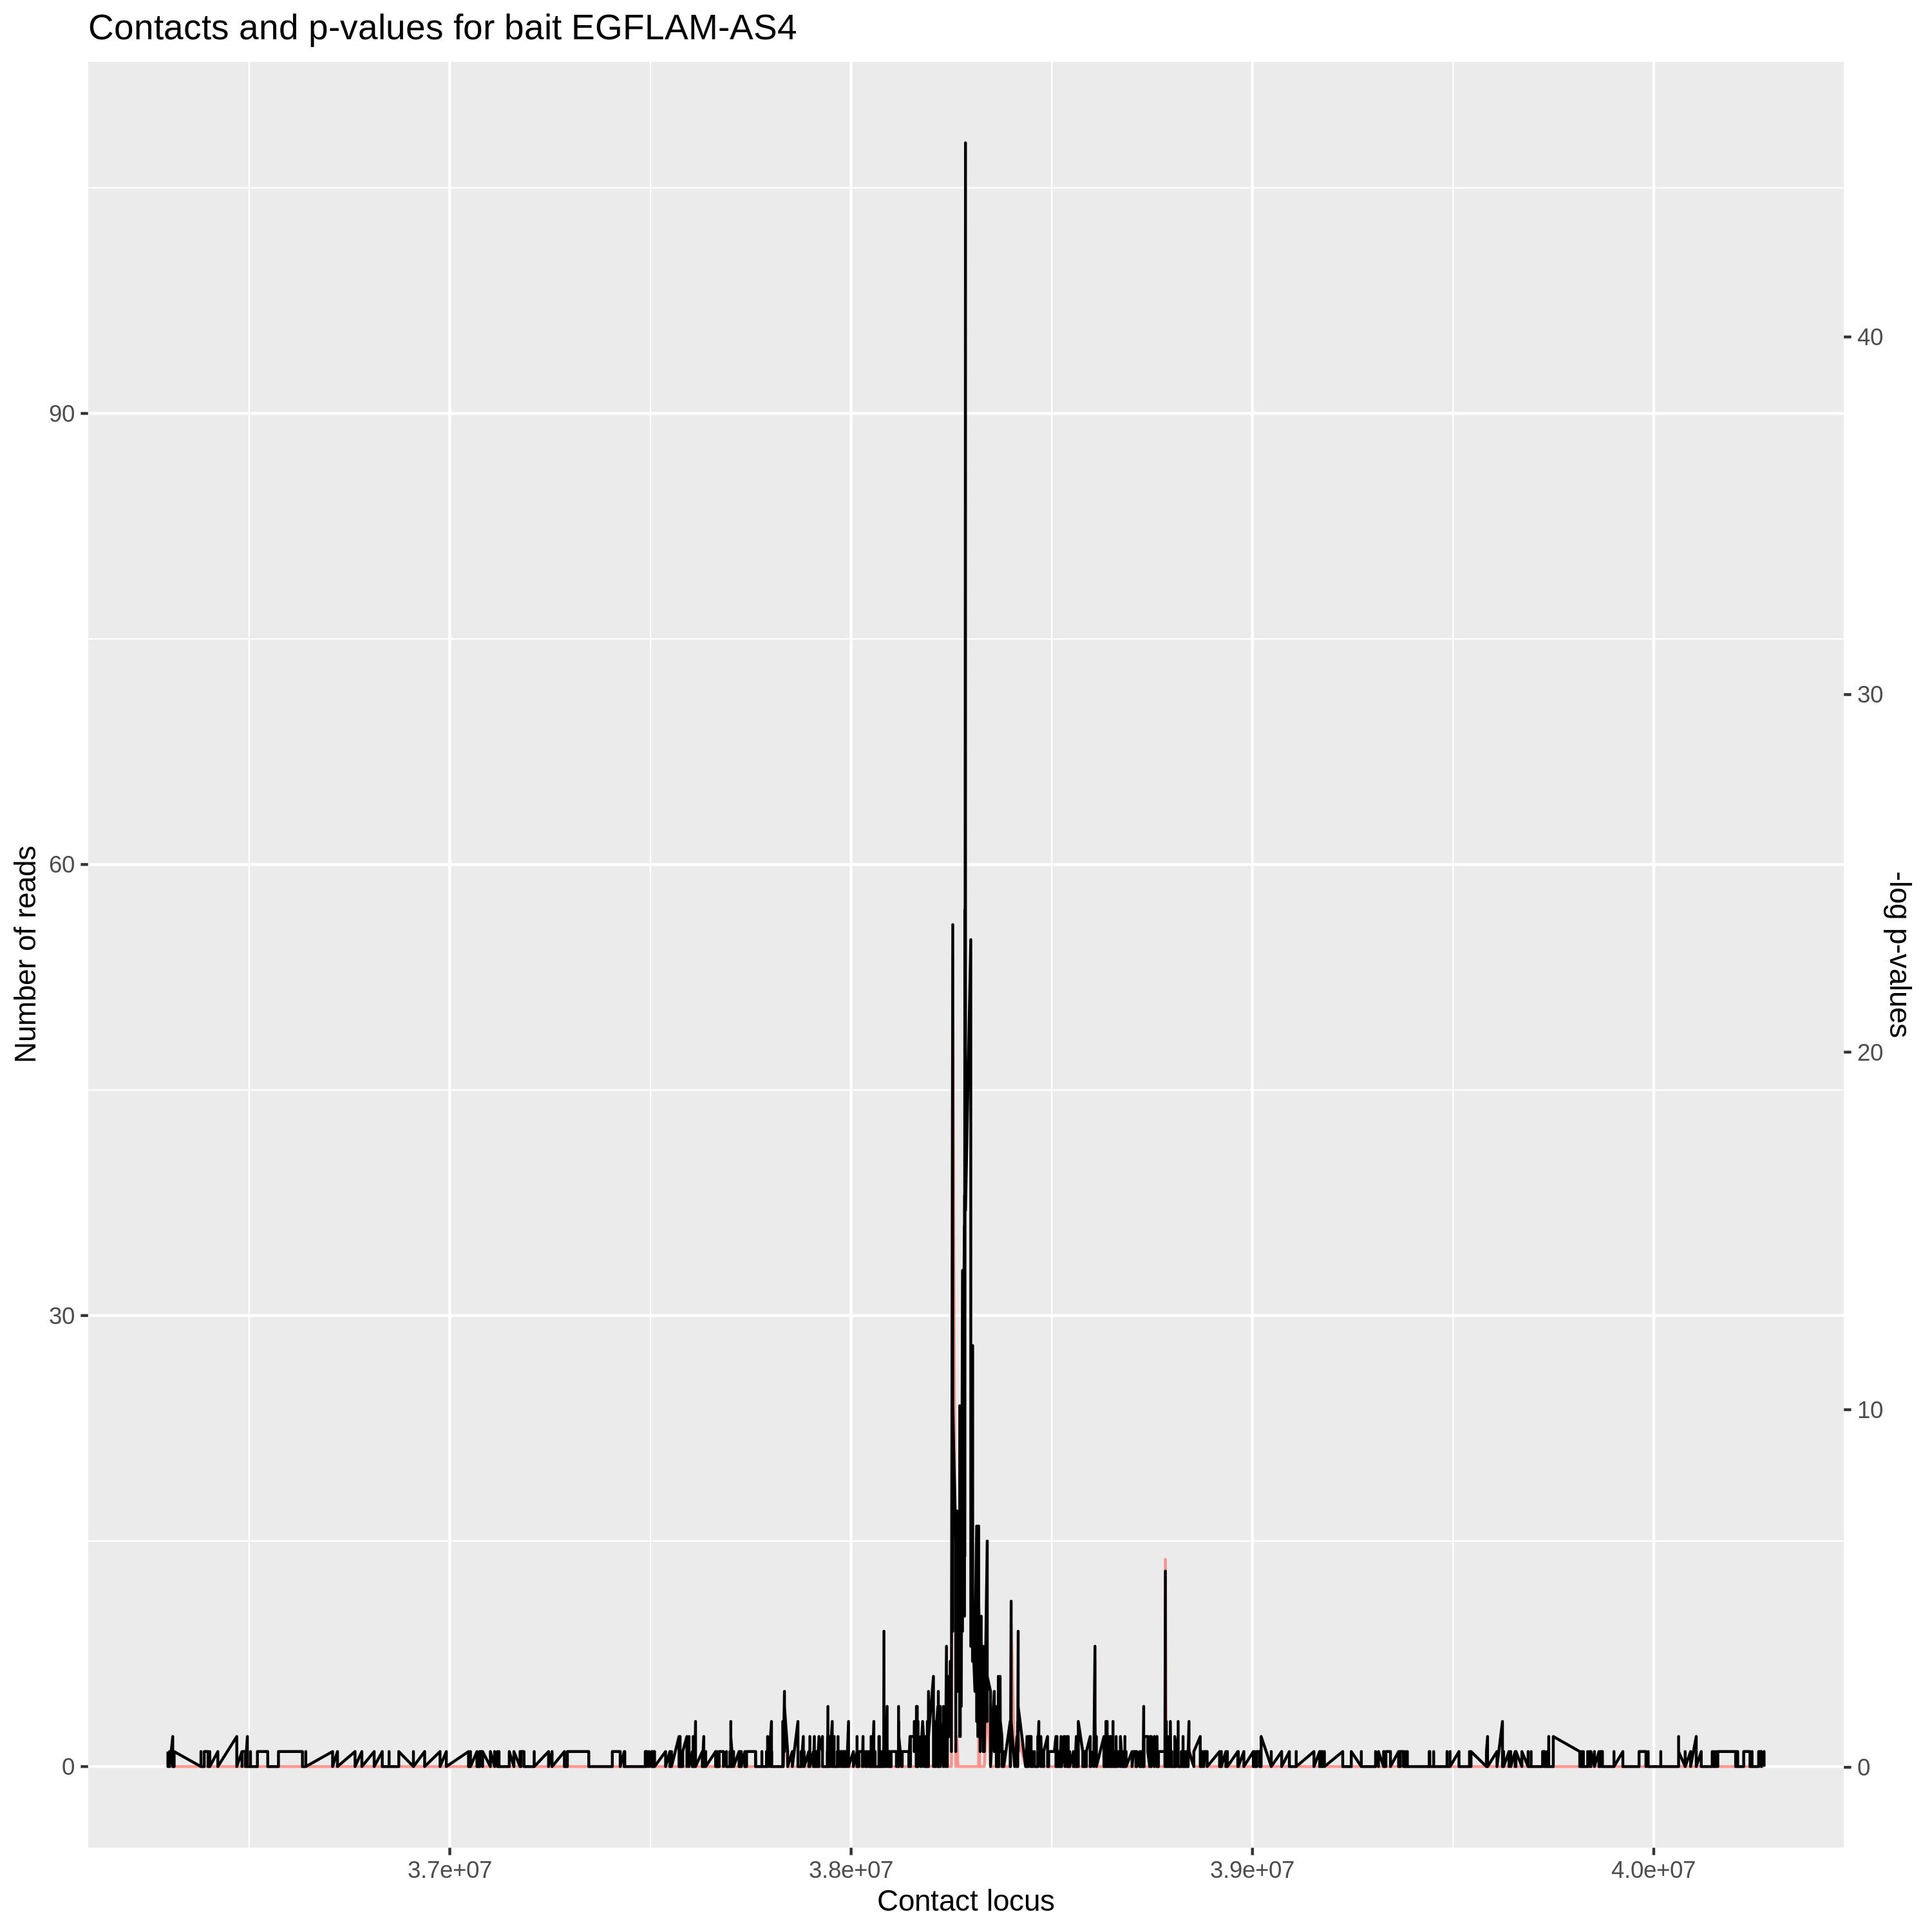 Contacts and p-values for bait EGFLAM-AS4
Number of reads
90
60
30
0
40
30
20
10
0
-log p-values
3.7e+07 3.8e+07 3.9e+07 4.0e+07
Contact locus